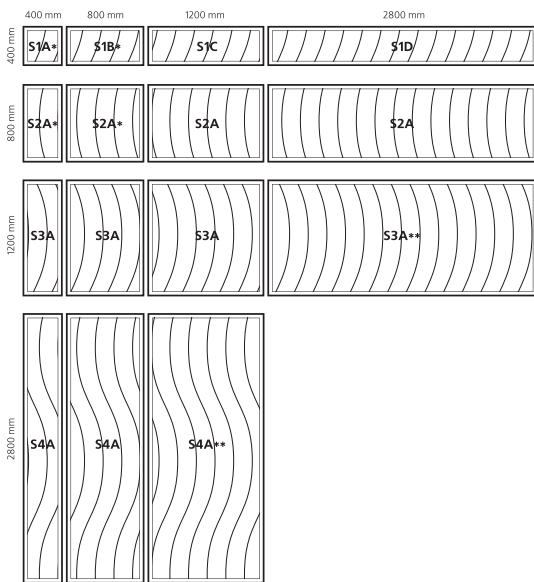 400 mm 800 mm 1200 mm 2800 mm
400 mm
S1A* S1B* S1C S1D
800 mm
S2A* S2A* S2A S2A
1200 mm
S3A S3A S3A S3A**
2800 mm
S4A S4A S4A**